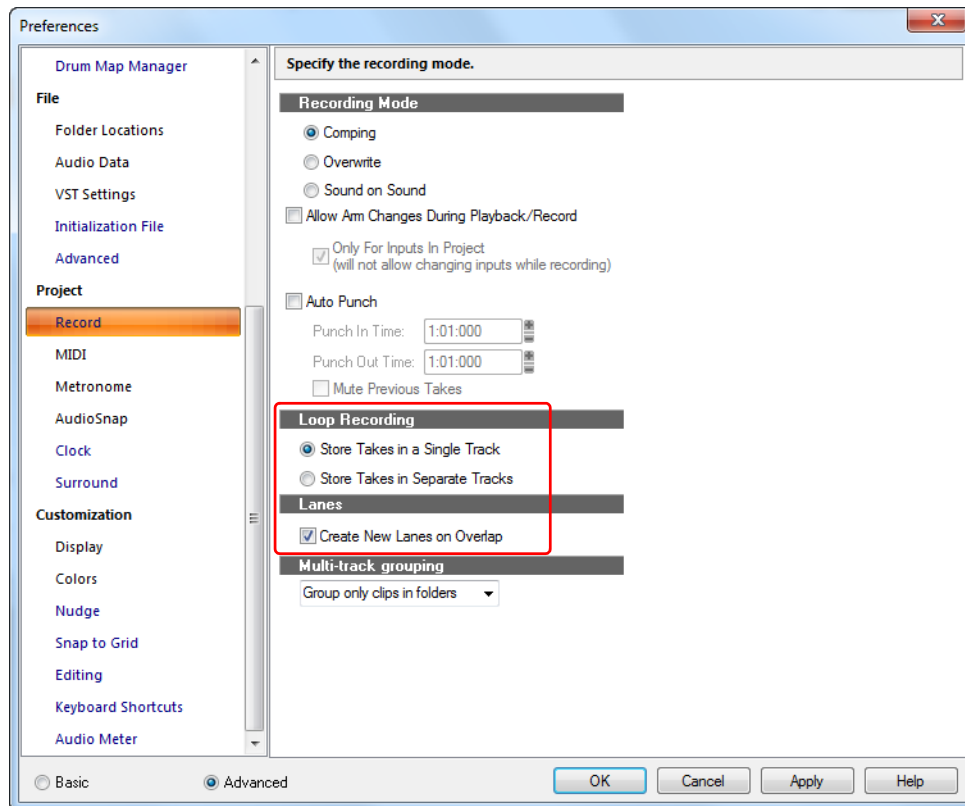 Preferences
Drum Map Manager
File
Folder Locations
Audio Data
VST Settings
Initialization File
Advanced
Project
Record
MIDI
Metronome
AudioSnap
Clock
Surround
Customization
Display
Colors
Nudge
Snap to Grid
Editing
Keyboard Shortcuts
Audio Meter
Specify the recording mode.
Recording Mode
Comping
Overwrite
Sound on Sound
Allow Arm Changes During Playback/Record
Only For Inputs In Project
(will not allow changing inputs while recording)
Auto Punch
Punch In Time: 1:01:000
Punch Out Time: 1:01:000
Mute Previous Takes
Loop Recording
Store Takes in a Single Track
Store Takes in Separate Tracks
Lanes
Create New Lanes on Overlap
Multi-track grouping
Group only clips in folders
Basic
Advanced
OK
Cancel
Apply
Help